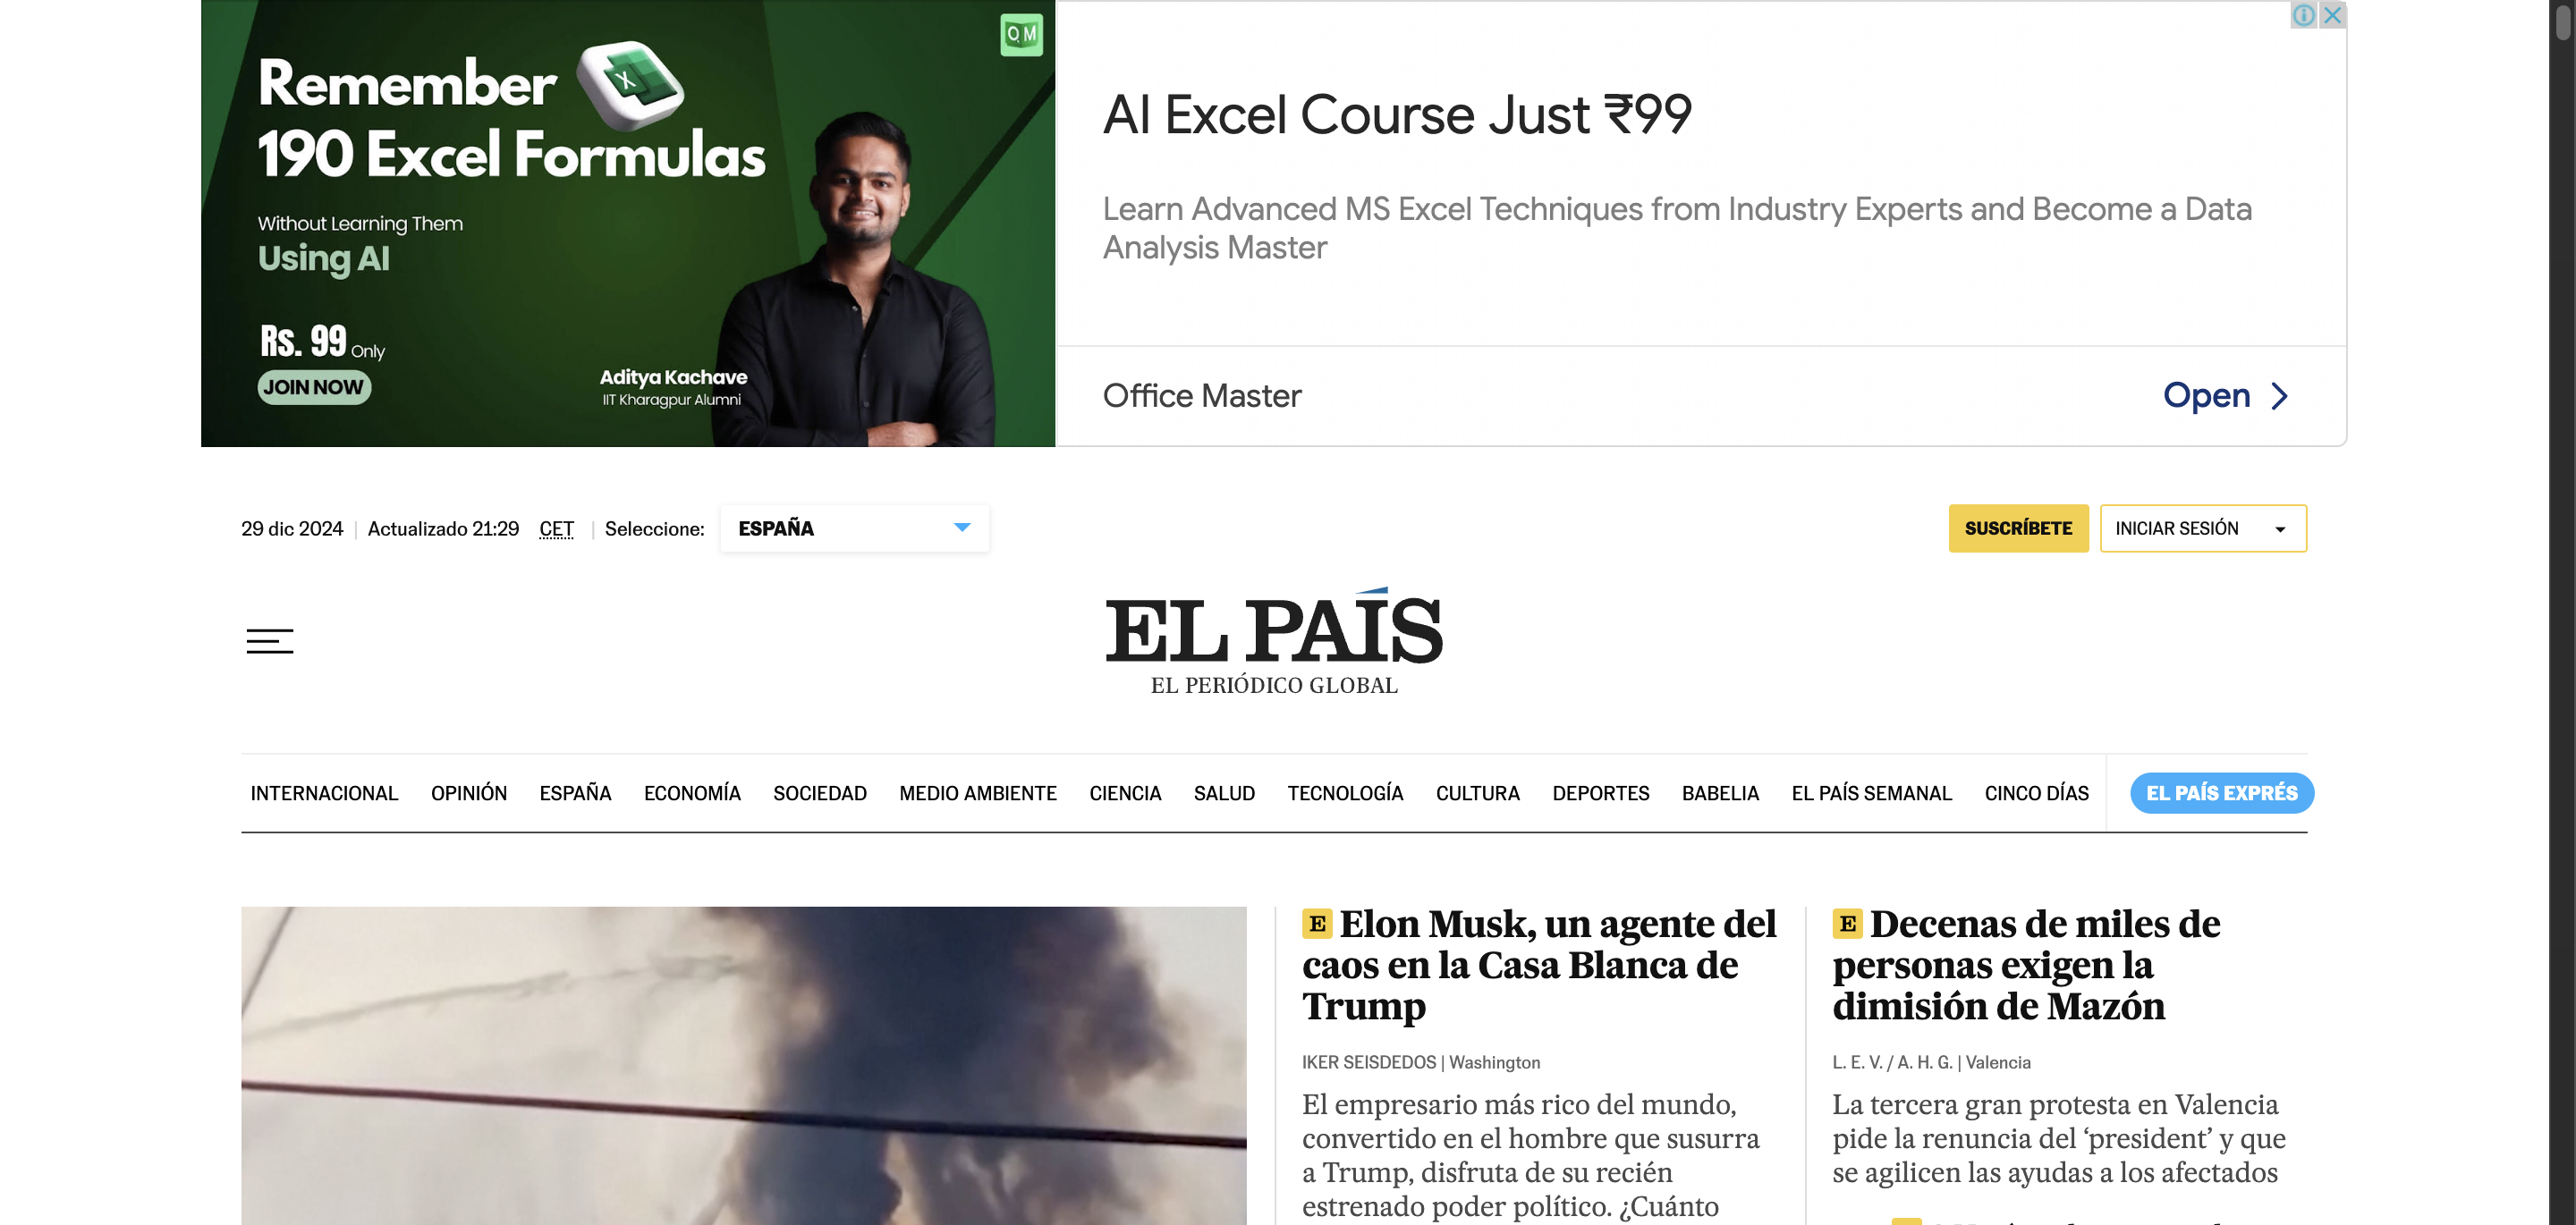 Remember
190 Excel Formulas
Without Learning Them
Using AI
Rs. 99 Only
JOIN NOW
Aditya Kachave
IIT Kharagpur Alumni
QM
AI Excel Course Just ₹99
Learn Advanced MS Excel Techniques from Industry Experts and Become a Data
Analysis Master
Office Master
Open
29 dic 2024 | Actualizado 21:29 CET | Seleccione: ESPAÑA
SUSCRÍBETE
INICIAR SESIÓN
EL PAÍS
EL PERIÓDICO GLOBAL
INTERNACIONAL OPINIÓN ESPAÑA ECONOMÍA SOCIEDAD MEDIO AMBIENTE CIENCIA SALUD TECNOLOGÍA CULTURA DEPORTES BABELIA EL PAÍS SEMANAL CINCO DÍAS EL PAÍS EXPRÉS
E Elon Musk, un agente del
caos en la Casa Blanca de
Trump
IKER SEISDEDOS | Washington
El empresario más rico del mundo,
convertido en el hombre que susurra
a Trump, disfruta de su recién
estrenado poder político. ¿Cuánto
E Decenas de miles de
personas exigen la
dimisión de Mazón
L. E. V. / A. H. G. | Valencia
La tercera gran protesta en Valencia
pide la renuncia del ‘president’ y que
se agilicen las ayudas a los afectados